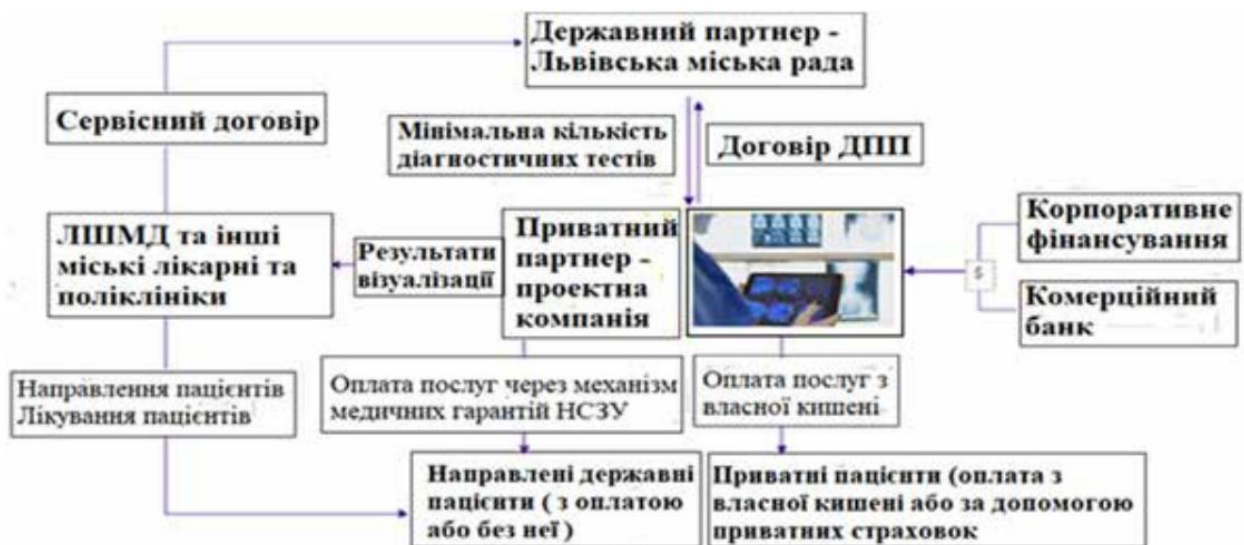 Державний партнер -
Львівська міська рада
Сервісний договір
Мінімальна кількість
діагностичних тестів
Договір ДПП
ЛШМД та інші
міські лікарні та
поліклініки
Результати
візуалізації
Приватний
партнер -
проектна
компанія
Корпоративне
фінансування
$
Комерційний
банк
Направлення пацієнтів
Лікування пацієнтів
Оплата послуг через механізм
медичних гарантій НСЗУ
Оплата послуг з
власної кишені
Направлені державні
пацієнти ( з оплатою
або без неї )
Приватні пацієнти (оплата з
власної кишені або за допомогою
приватних страховок